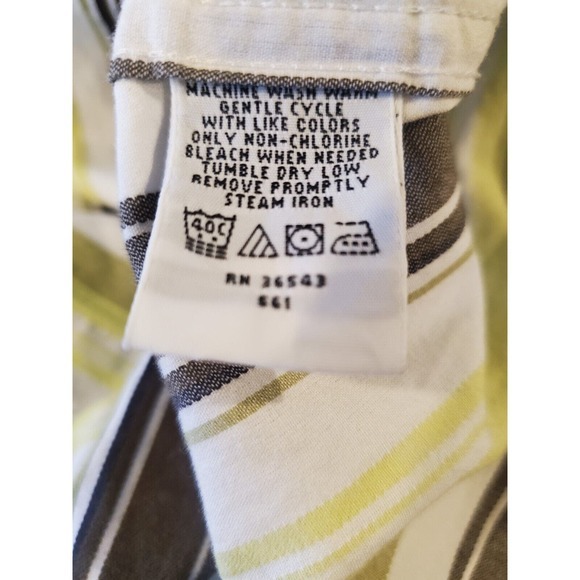 MACHINE WASH WARM
GENTLE CYCLE
WITH LIKE COLORS
ONLY NON-CHLORINE
BLEACH WHEN NEEDED
TUMBLE DRY LOW
REMOVE PROMPTLY
STEAM IRON
40C
RN 36543
661